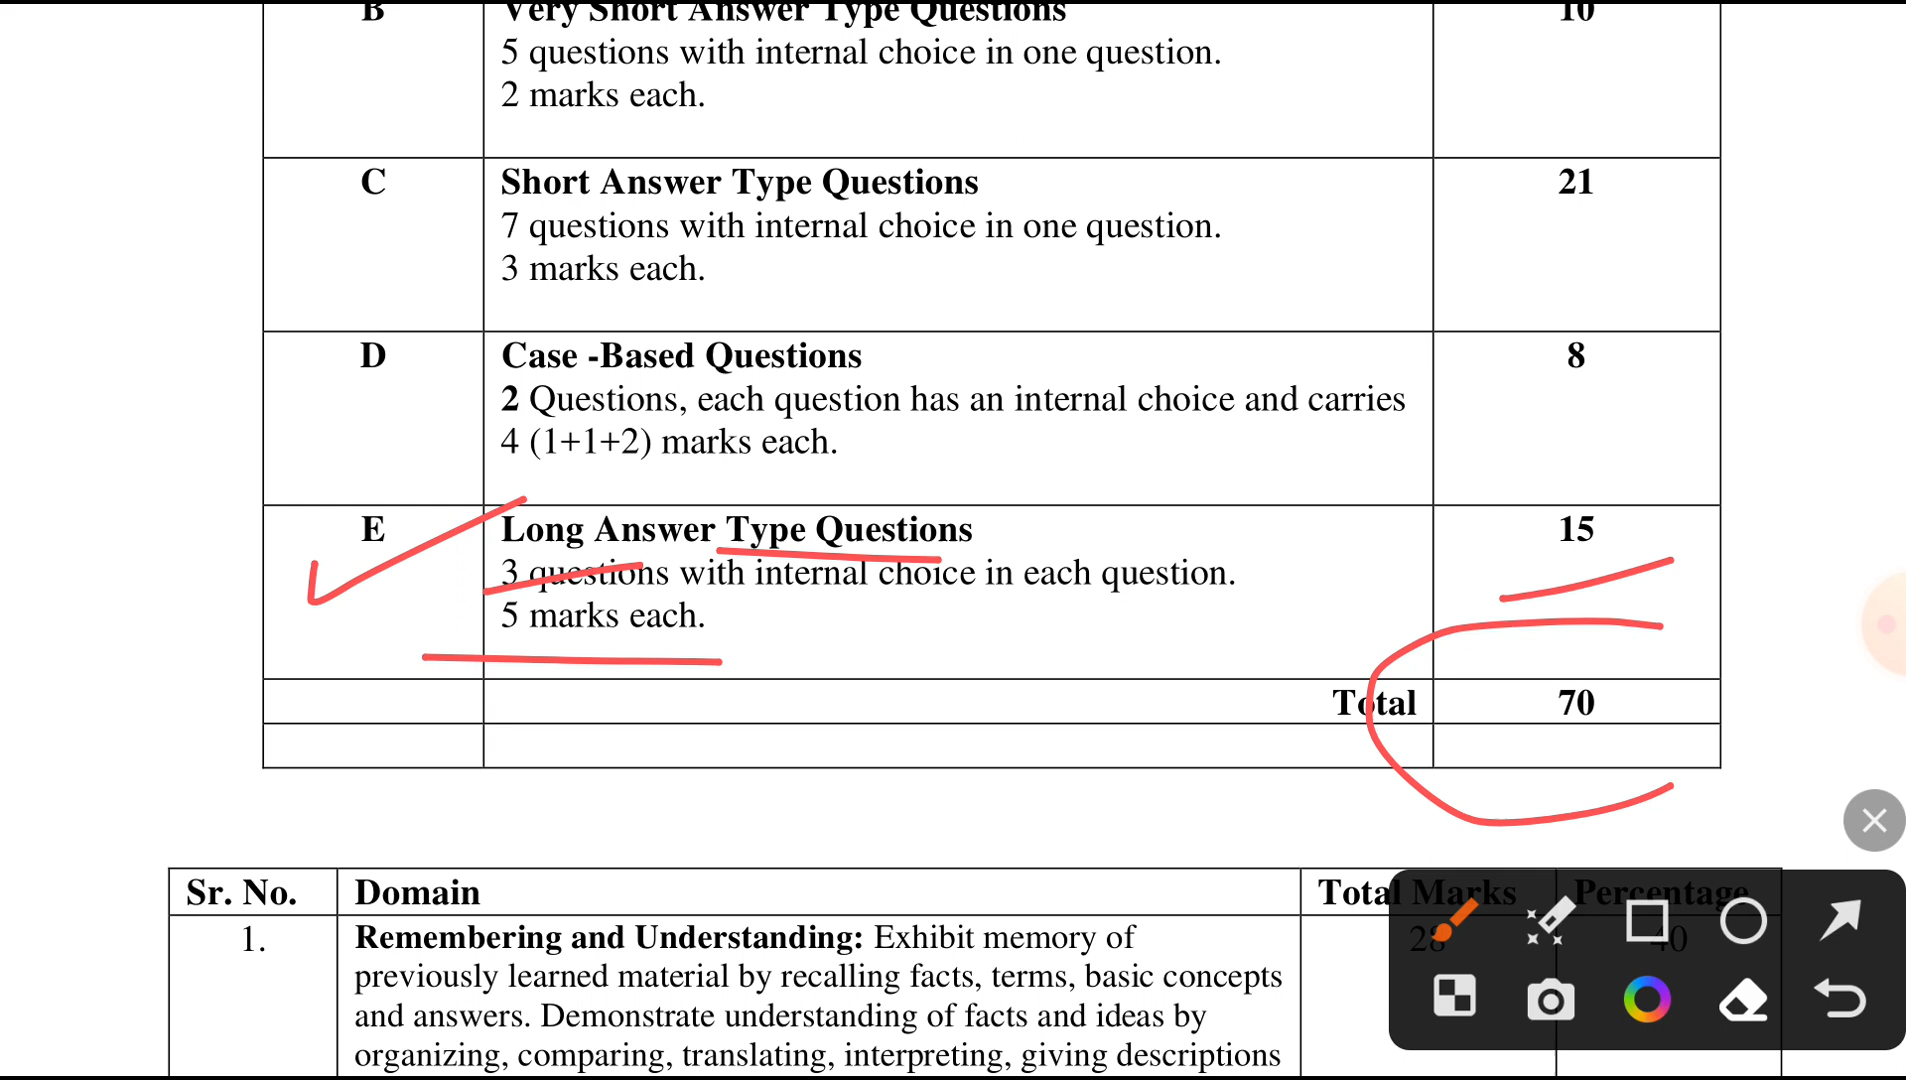 B
Very Short Answer Type Questions
10
5 questions with internal choice in one question.
2 marks each.
C
Short Answer Type Questions
21
7 questions with internal choice in one question.
3 marks each.
D
Case -Based Questions
8
2 Questions, each question has an internal choice and carries
4 (1+1+2) marks each.
E
Long Answer Type Questions
15
3 questions with internal choice in each question.
5 marks each.
Total
70
Sr. No.
Domain
Total Marks
Percentage
1.
Remembering and Understanding: Exhibit memory of
28
40
previously learned material by recalling facts, terms, basic concepts
and answers. Demonstrate understanding of facts and ideas by
organizing, comparing, translating, interpreting, giving descriptions